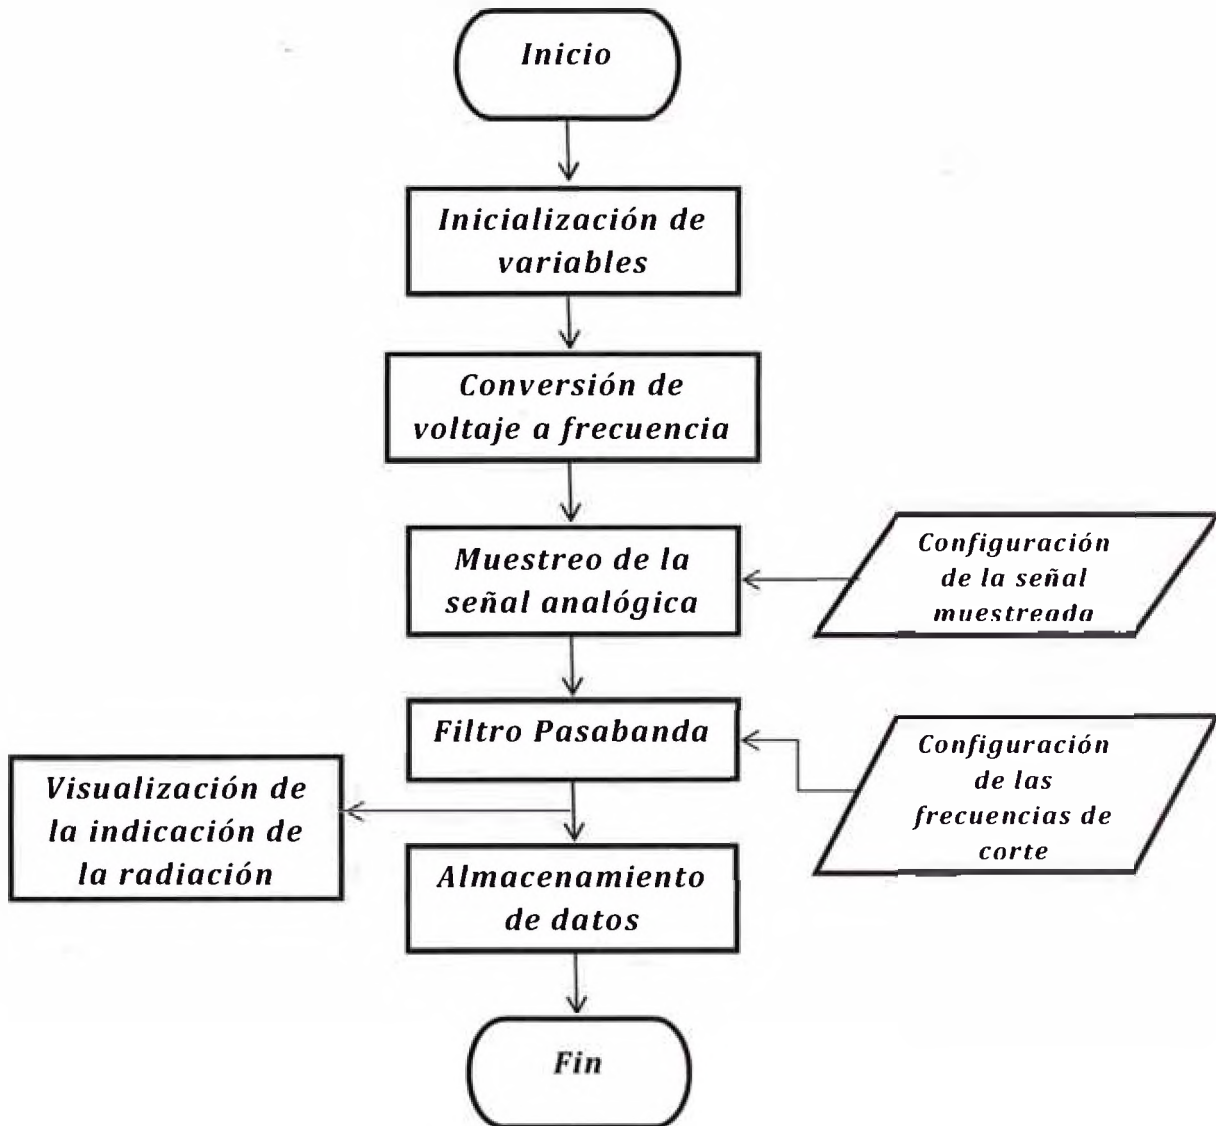 Inicio
Inicialización de
variables
Conversión de
voltaje a frecuencia
Muestreo de la
señal analógica
Configuración
de la señal
muestreada
Filtro Pasabanda
Configuración
de las
frecuencias de
corte
Visualización de
la indicación de
la radiación
Almacenamiento
de datos
Fin